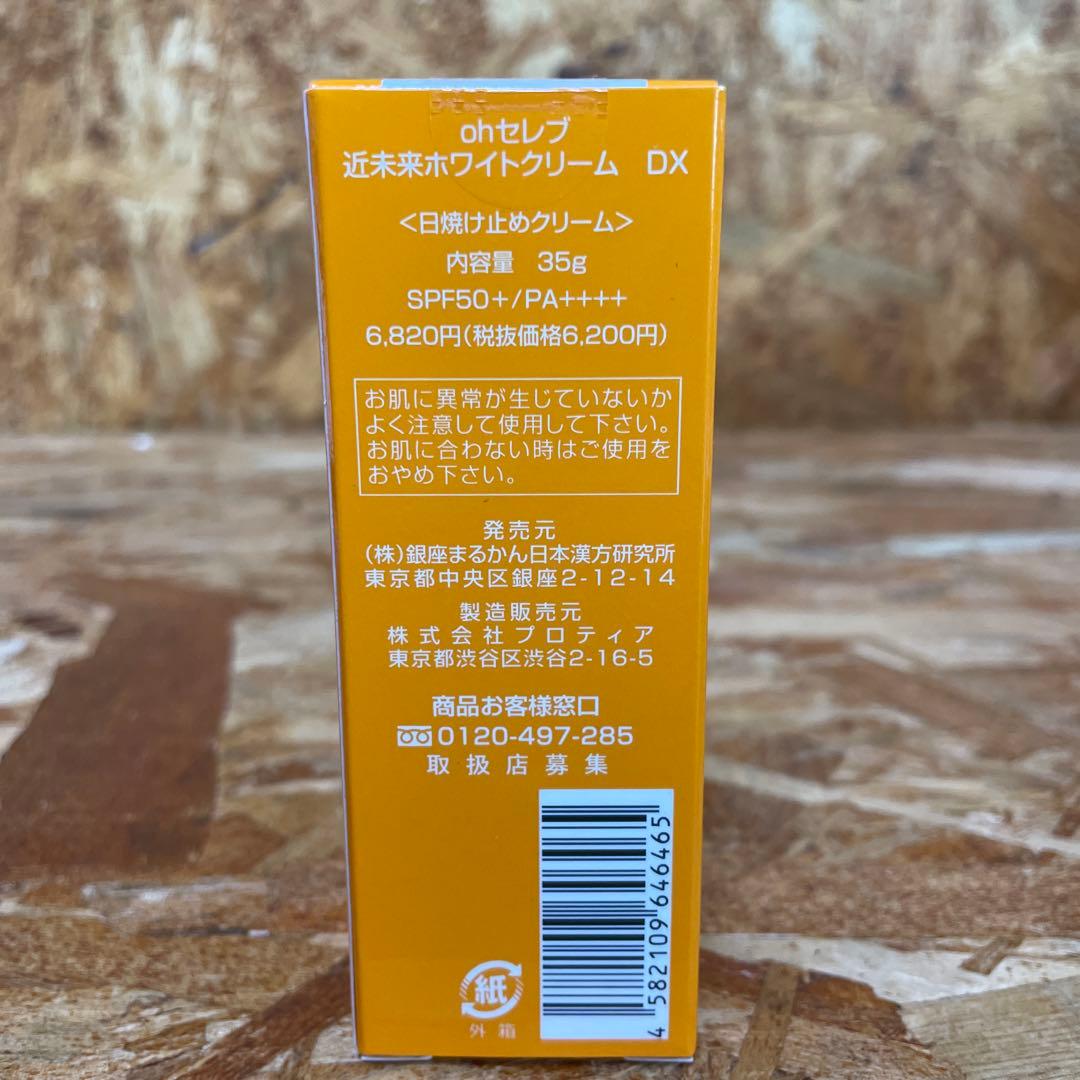 ohセレブ
近未来ホワイトクリーム　DX
＜日焼け止めクリーム＞
内容量　35g
SPF50+/PA++++
6,820円（税抜価格6,200円）
お肌に異常が生じていないか
よく注意して使用して下さい。
お肌に合わない時はご使用を
おやめ下さい。
発売元
（株）銀座まるかん日本漢方研究所
東京都中央区銀座2-12-14
製造販売元
株式会社プロティア
東京都渋谷区渋谷2-16-5
商品お客様窓口
0120-497-285
取扱店募集
4 582109 646465
紙
外箱